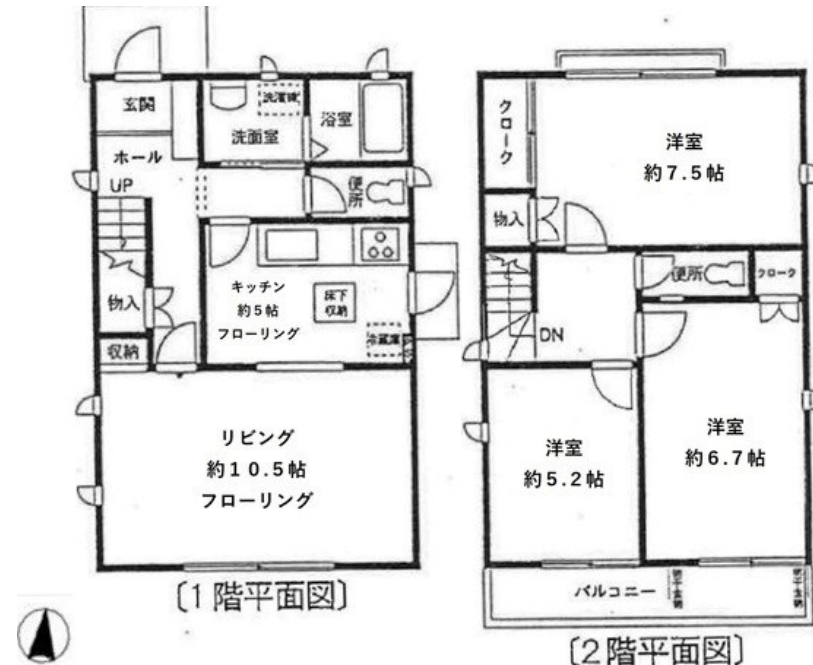 玄関
ホール
UP
物入
収納
洗濯機
洗面室
浴室
便所
キッチン
約5帖
フローリング
床下
収納
冷蔵庫
リビング
約10.5帖
フローリング
〔1階平面図〕
クローク
洋室
約7.5帖
物入
便所
クローク
DN
洋室
約5.2帖
洋室
約6.7帖
バルコニー
〔2階平面図〕